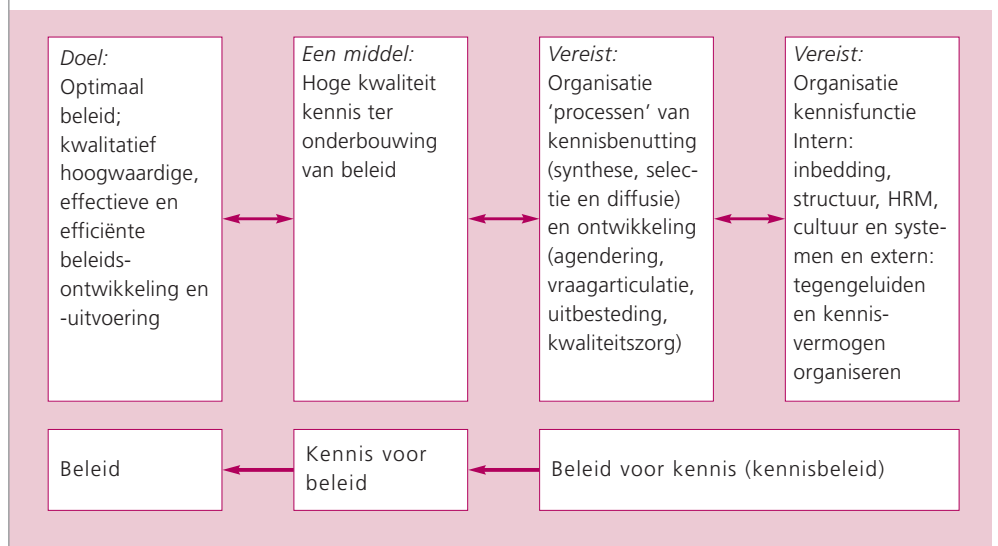 Doel:
Optimaal
beleid;
kwalitatief
hoogwaardige,
effectieve en
efficiënte
beleids-
ontwikkeling en
-uitvoering
Een middel:
Hoge kwaliteit
kennis ter
onderbouwing
van beleid
Vereist:
Organisatie
‘processen’ van
kennisbenutting
(synthese, selec-
tie en diffusie)
en ontwikkeling
(agendering,
vraagarticulatie,
uitbesteding,
kwaliteitszorg)
Vereist:
Organisatie
kennisfunctie
Intern:
inbedding,
structuur, HRM,
cultuur en syste-
men en extern:
tegengeluiden
en kennis-
vermogen
organiseren
Beleid
Kennis voor
beleid
Beleid voor kennis (kennisbeleid)